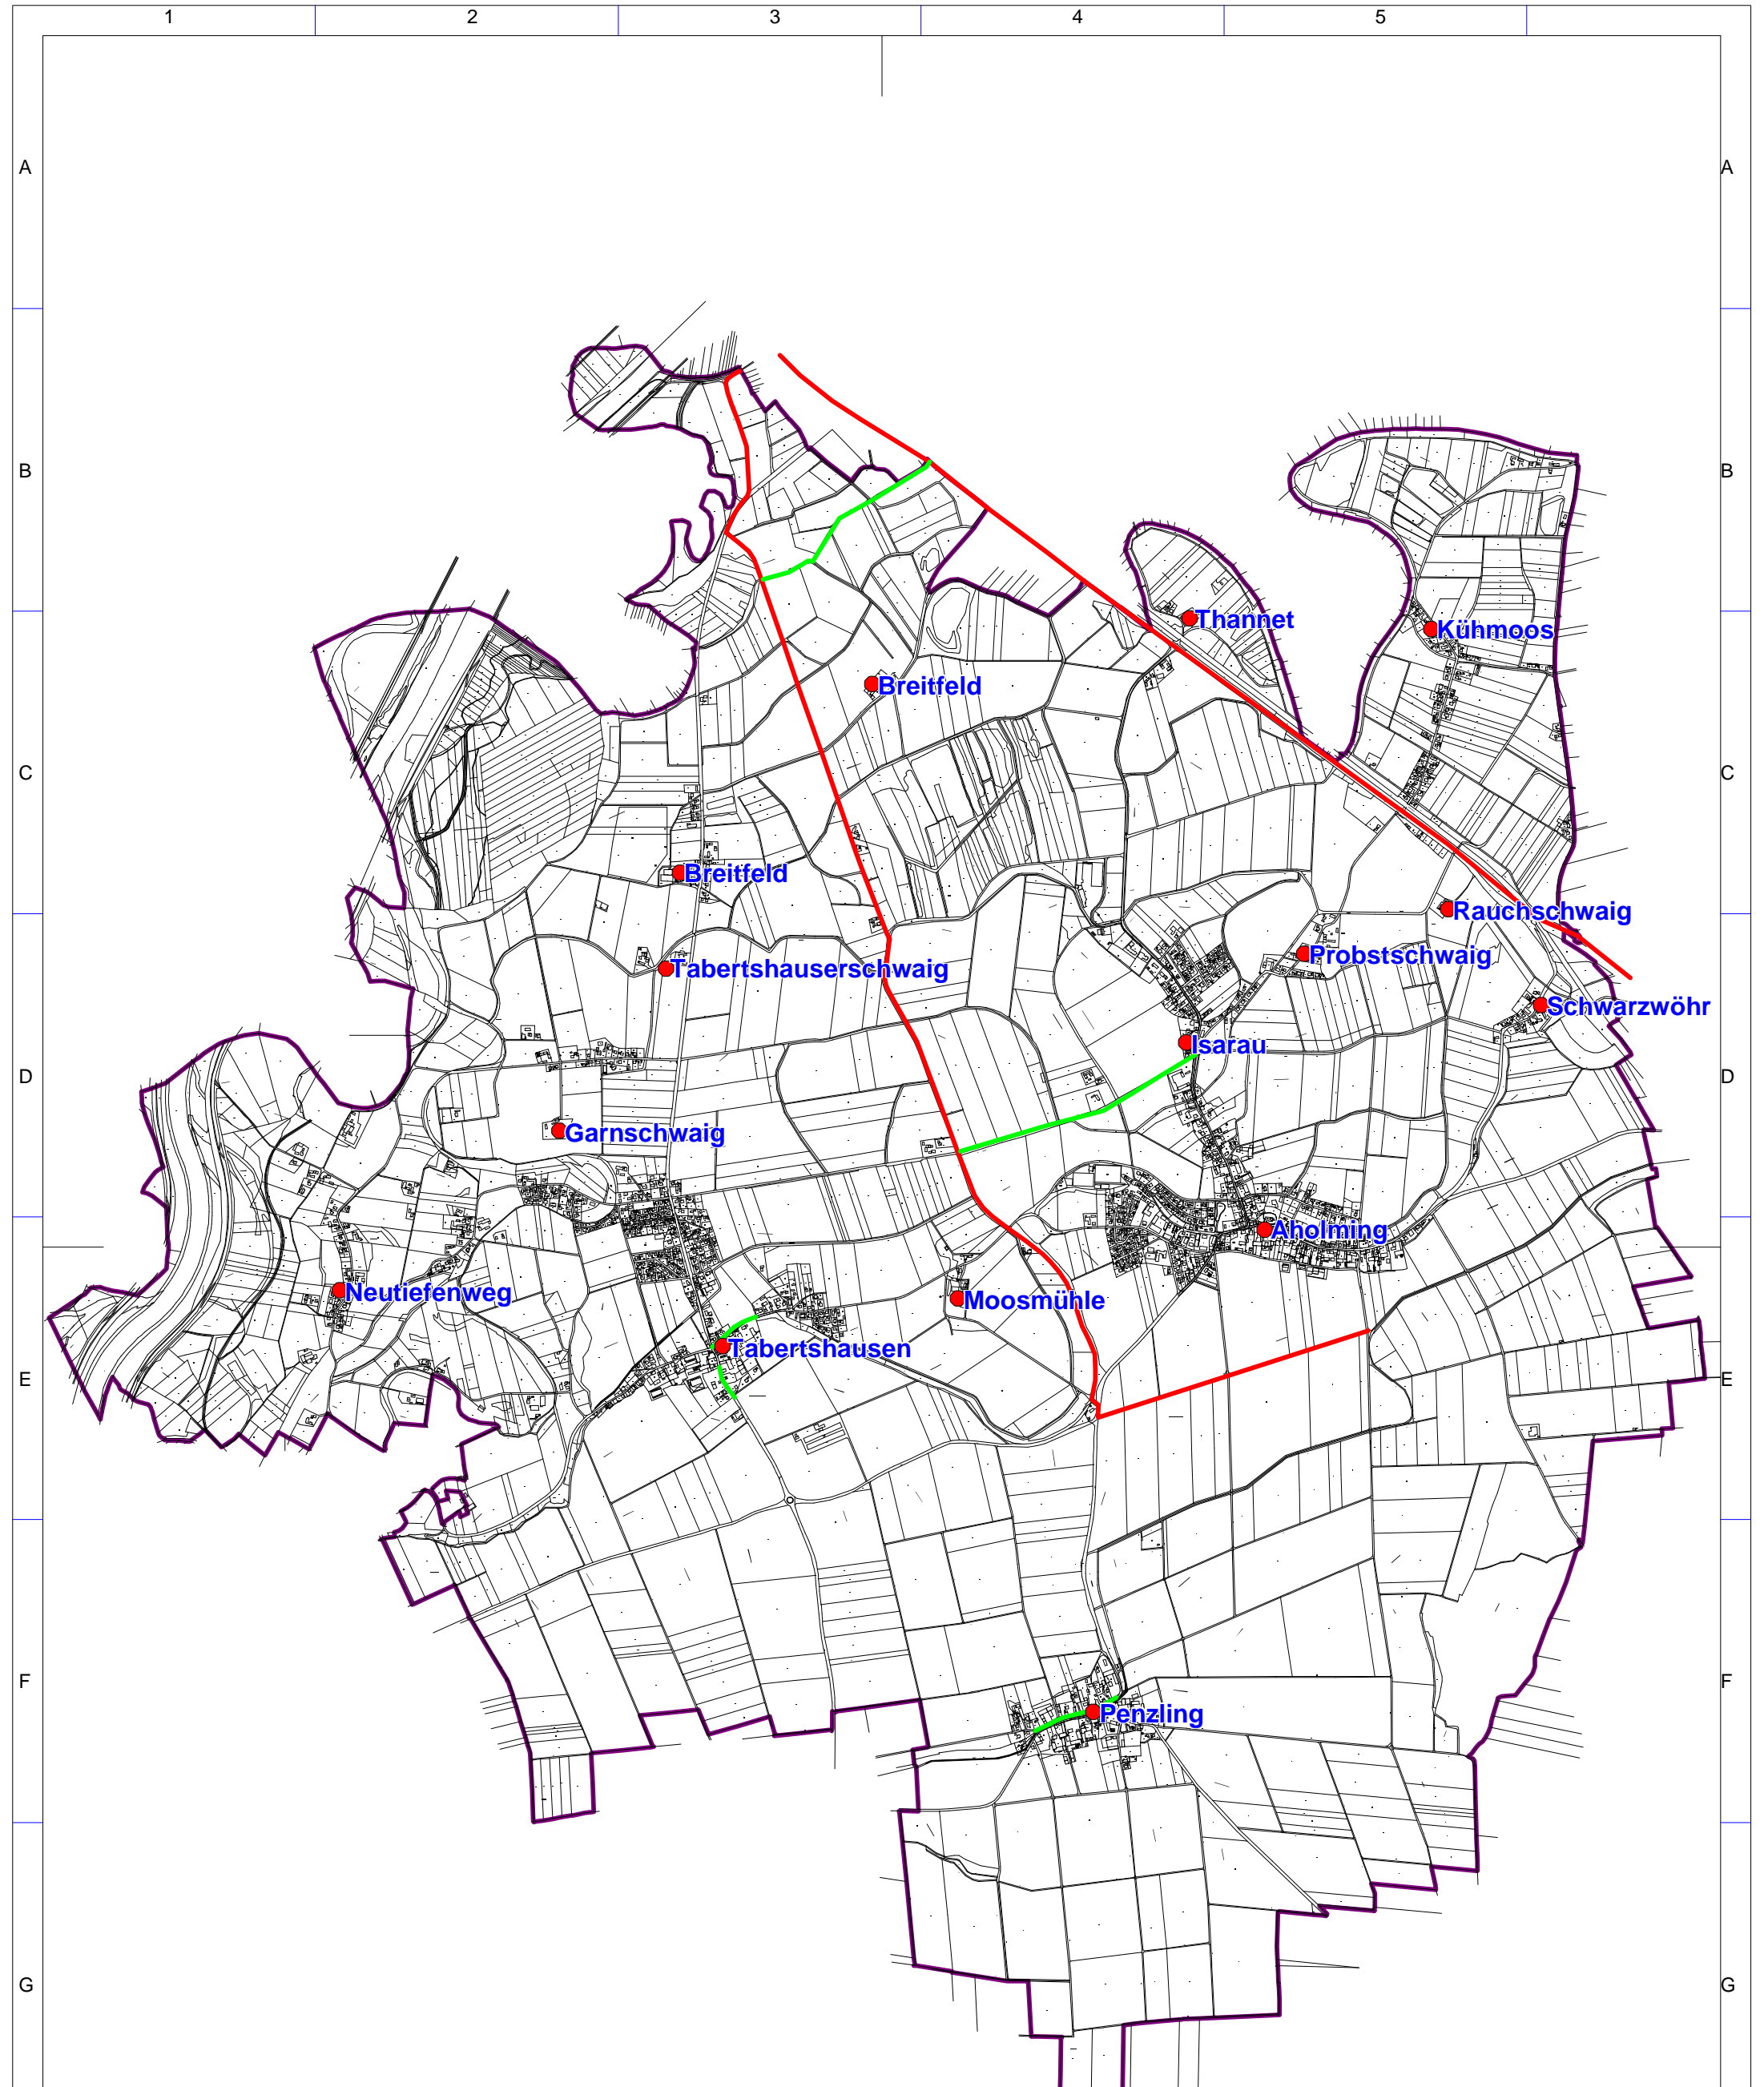 1 2 3 4 5
A A
B B
Thannet
Kühmoos
Breitfeld
C C
Breitfeld
Rauchschwaig
Probstschwaig
Tabertshauserschwaig
Schwarzwöhr
Isarau
D D
Garnschwaig
Aholming
Neutiefenweg
Moosmühle
Tabertshausen
E E
F F
Penzling
G G